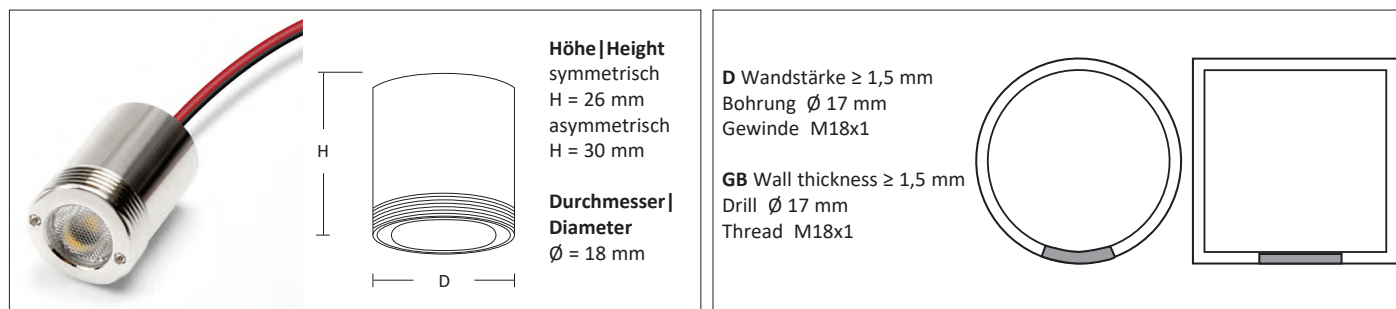 H
D
Höhe|Height
symmetrisch
H = 26 mm
asymmetrisch
H = 30 mm
Durchmesser|
Diameter
Ø = 18 mm
D Wandstärke ≥ 1,5 mm
Bohrung Ø 17 mm
Gewinde M18x1
GB Wall thickness ≥ 1,5 mm
Drill Ø 17 mm
Thread M18x1